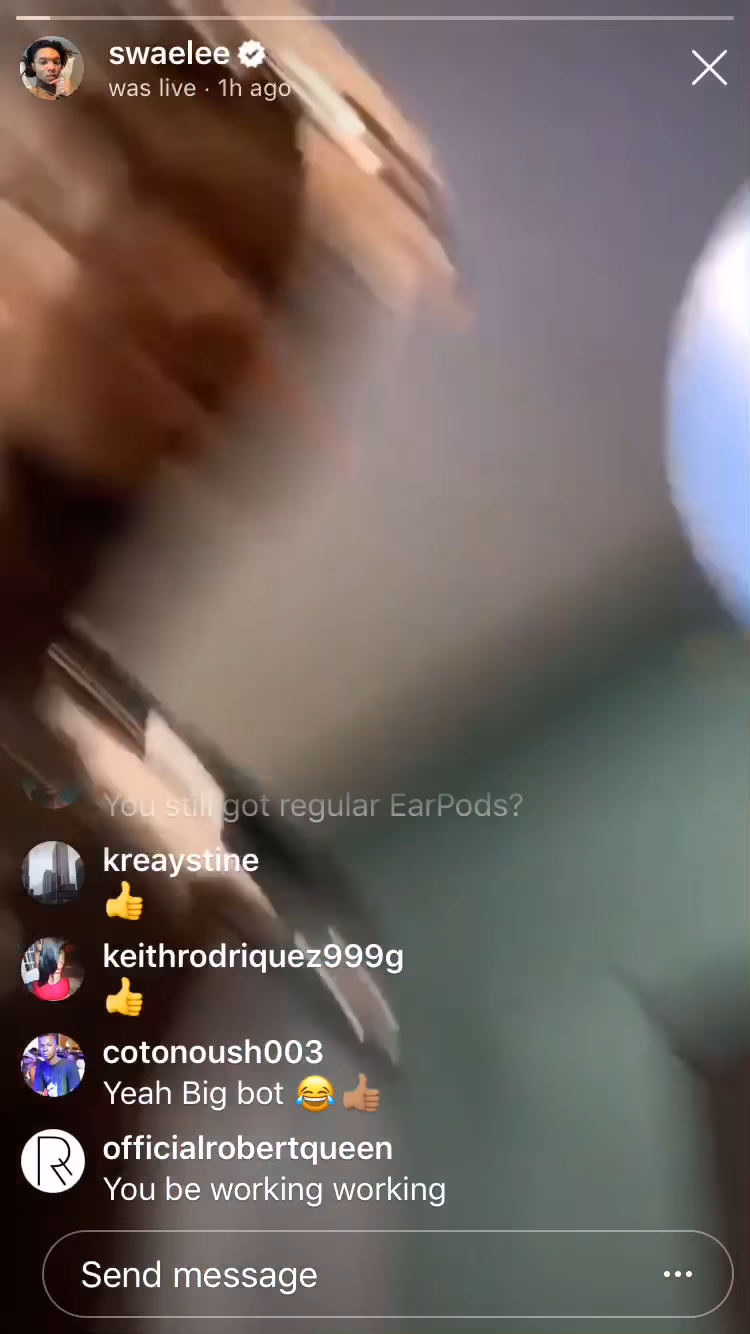 swaelee
was live · 1h ago
You still got regular EarPods?
kreaystine
👍
keithrodriquez999g
👍
cotonoush003
Yeah Big bot 😂👍🏽
officialrobertqueen
You be working working
Send message